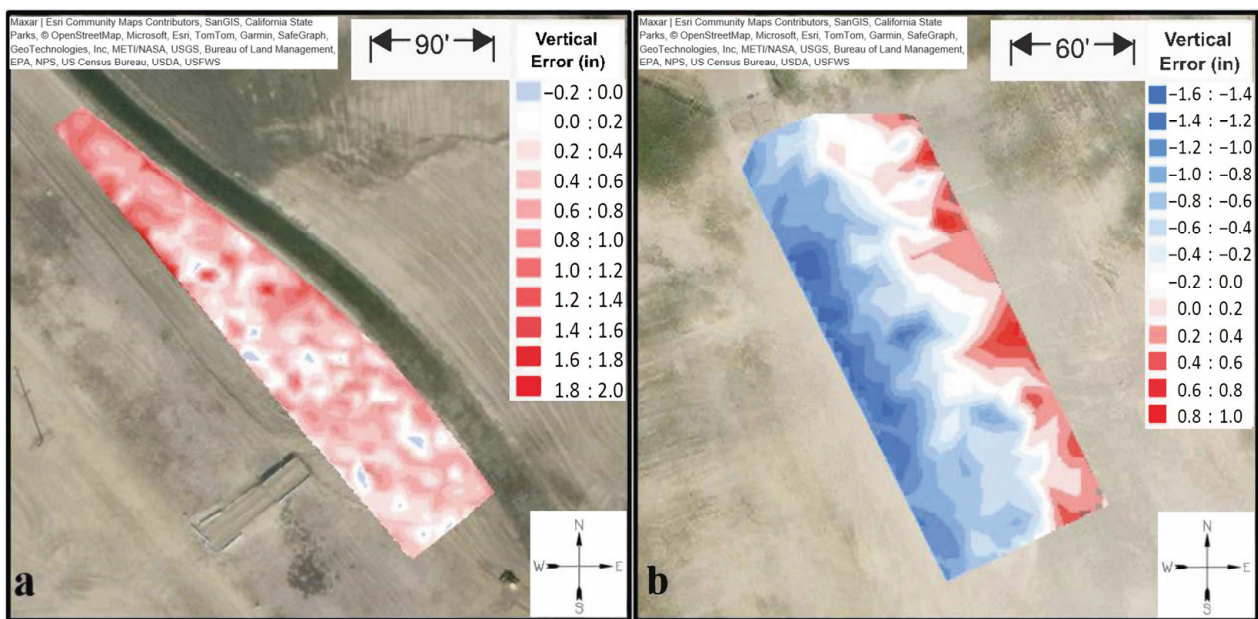 Maxar | Esri Community Maps Contributors, SanGIS, California State
Parks, © OpenStreetMap, Microsoft, Esri, TomTom, Garmin, SafeGraph,
GeoTechnologies, Inc, METI/NASA, USGS, Bureau of Land Management,
EPA, NPS, US Census Bureau, USDA, USFWS
90'
Vertical
Error (in)
−0.2 : 0.0
0.0 : 0.2
0.2 : 0.4
0.4 : 0.6
0.6 : 0.8
0.8 : 1.0
1.0 : 1.2
1.2 : 1.4
1.4 : 1.6
1.6 : 1.8
1.8 : 2.0
N
W E
S
a
Maxar | Esri Community Maps Contributors, SanGIS, California State
Parks, © OpenStreetMap, Microsoft, Esri, TomTom, Garmin, SafeGraph,
GeoTechnologies, Inc, METI/NASA, USGS, Bureau of Land Management,
EPA, NPS, US Census Bureau, USDA, USFWS
60'
Vertical
Error (in)
−1.6 : −1.4
−1.4 : −1.2
−1.2 : −1.0
−1.0 : −0.8
−0.8 : −0.6
−0.6 : −0.4
−0.4 : −0.2
−0.2 : 0.0
0.0 : 0.2
0.2 : 0.4
0.4 : 0.6
0.6 : 0.8
0.8 : 1.0
N
W E
S
b